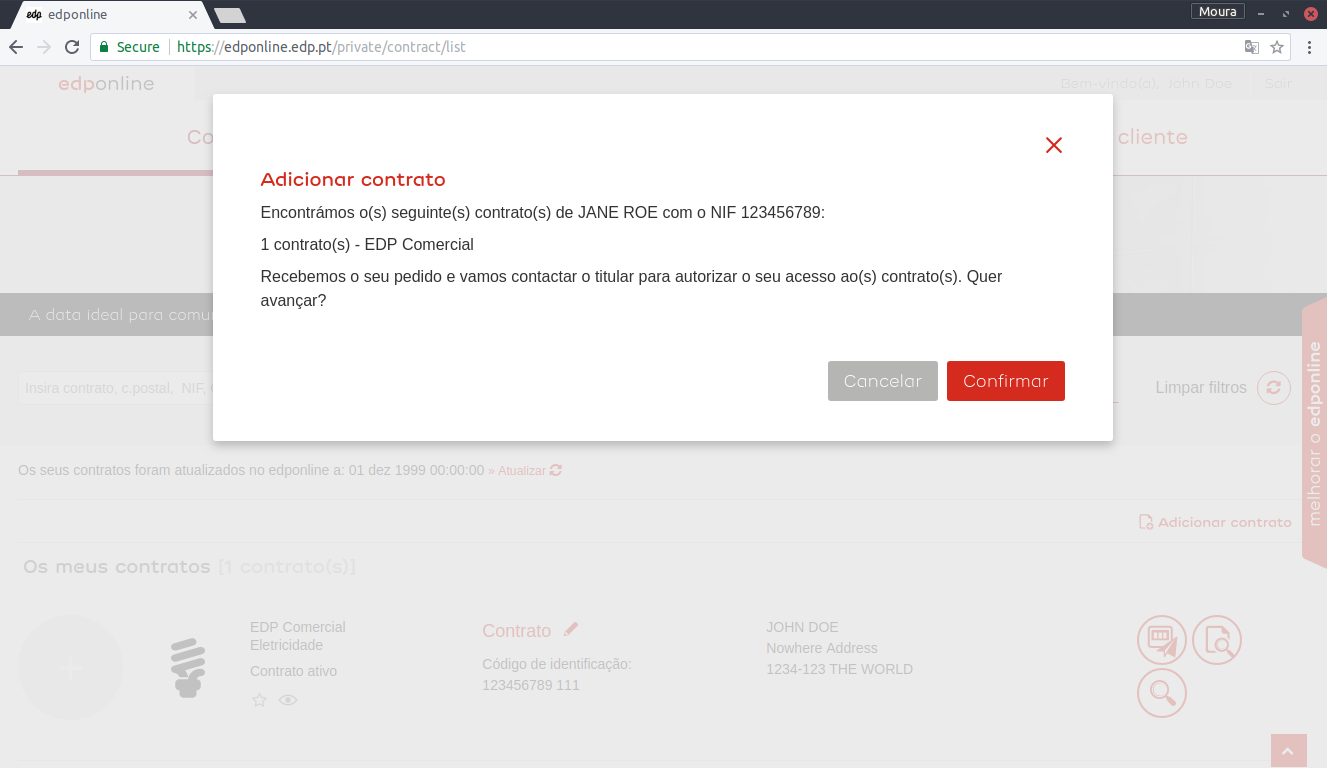 edp edponline
Moura
Secure https://edponline.edp.pt/private/contract/list
edponline
Bem-vindo(a), John Doe
Sair
Co
cliente
Adicionar contrato
Encontrámos o(s) seguinte(s) contrato(s) de JANE ROE com o NIF 123456789:
1 contrato(s) - EDP Comercial
Recebemos o seu pedido e vamos contactar o titular para autorizar o seu acesso ao(s) contrato(s). Quer
avançar?
Cancelar
Confirmar
A data ideal para comu
Insira contrato, c.postal, NIF,
Limpar filtros
melhorar o edponline
Os seus contratos foram atualizados no edponline a: 01 dez 1999 00:00:00 » Atualizar
Adicionar contrato
Os meus contratos [1 contrato(s)]
EDP Comercial
Eletricidade
Contrato ativo
Contrato
Código de identificação:
123456789 111
JOHN DOE
Nowhere Address
1234-123 THE WORLD